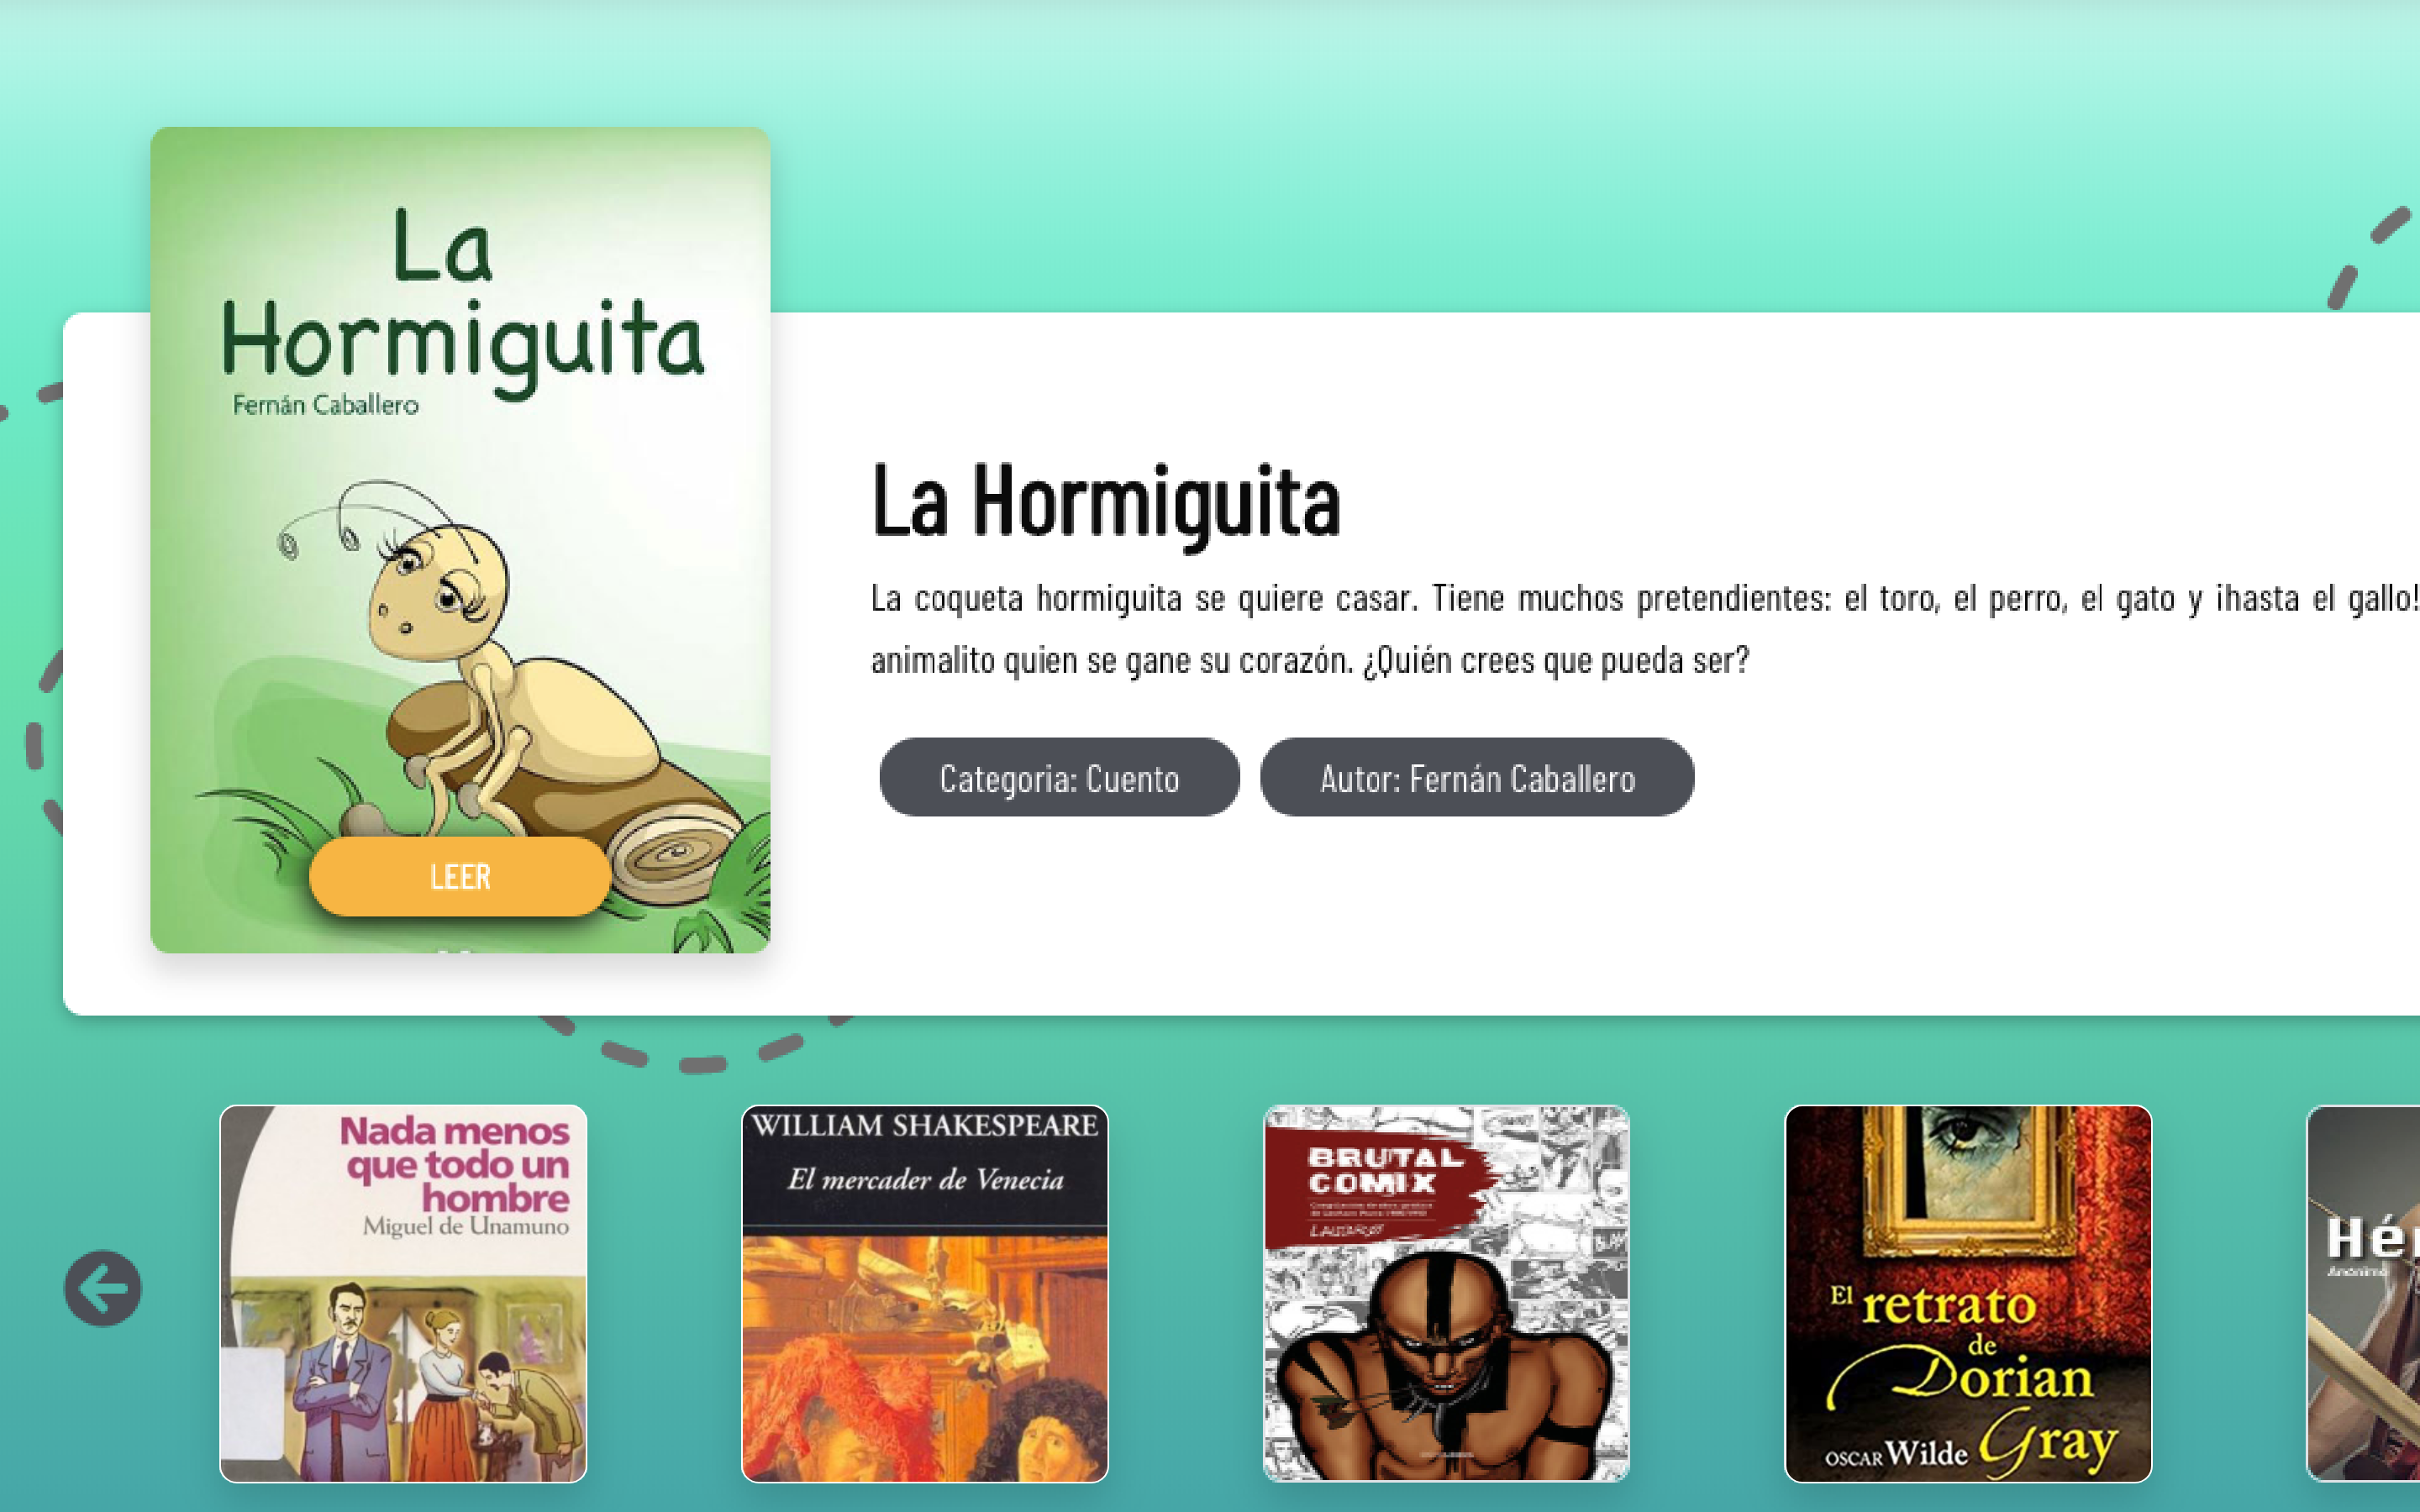 La
Hormiguita
Fernán Caballero
LEER
La Hormiguita
La coqueta hormiguita se quiere casar. Tiene muchos pretendientes: el toro, el perro, el gato y ¡hasta el gallo!
animalito quien se gane su corazón. ¿Quién crees que pueda ser?
Categoria: Cuento
Autor: Fernán Caballero
Nada menos
que todo un
hombre
Miguel de Unamuno
WILLIAM SHAKESPEARE
El mercader de Venecia
BRUTAL
COMIX
El retrato
de
Dorian
Gray
OSCAR Wilde
Hé
Anónimo